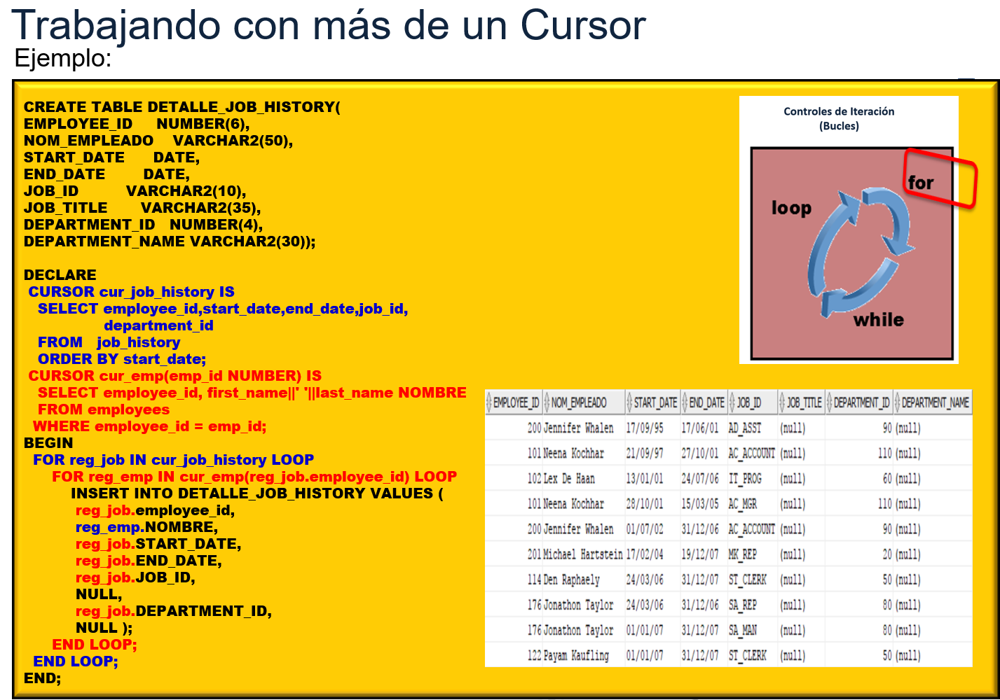 Trabajando con más de un Cursor
Ejemplo:
CREATE TABLE DETALLE_JOB_HISTORY(
EMPLOYEE_ID NUMBER(6),
NOM_EMPLEADO VARCHAR2(50),
START_DATE DATE,
END_DATE DATE,
JOB_ID VARCHAR2(10),
JOB_TITLE VARCHAR2(35),
DEPARTMENT_ID NUMBER(4),
DEPARTMENT_NAME VARCHAR2(30));
DECLARE
CURSOR cur_job_history IS
SELECT employee_id,start_date,end_date,job_id,
department_id
FROM job_history
ORDER BY start_date;
CURSOR cur_emp(emp_id NUMBER) IS
SELECT employee_id, first_name||' '||last_name NOMBRE
FROM employees
WHERE employee_id = emp_id;
BEGIN
FOR reg_job IN cur_job_history LOOP
FOR reg_emp IN cur_emp(reg_job.employee_id) LOOP
INSERT INTO DETALLE_JOB_HISTORY VALUES (
reg_job.employee_id,
reg_emp.NOMBRE,
reg_job.START_DATE,
reg_job.END_DATE,
reg_job.JOB_ID,
NULL,
reg_job.DEPARTMENT_ID,
NULL );
END LOOP;
END LOOP;
END;
Controles de Iteración
(Bucles)
for
loop
while
EMPLOYEE_ID NOM_EMPLEADO START_DATE END_DATE JOB_ID JOB_TITLE DEPARTMENT_ID DEPARTMENT_NAME
200 Jennifer Whalen 17/09/95 17/06/01 AD_ASST (null) 90 (null)
101 Neena Kochhar 21/09/97 27/10/01 AC_ACCOUNT (null) 110 (null)
102 Lex De Haan 13/01/01 24/07/06 IT_PROG (null) 60 (null)
101 Neena Kochhar 28/10/01 15/03/05 AC_MGR (null) 110 (null)
200 Jennifer Whalen 01/07/02 31/12/06 AC_ACCOUNT (null) 90 (null)
201 Michael Hartstein 17/02/04 19/12/07 MK_REP (null) 20 (null)
114 Den Raphaely 24/03/06 31/12/07 ST_CLERK (null) 50 (null)
176 Jonathon Taylor 24/03/06 31/12/06 SA_REP (null) 80 (null)
176 Jonathon Taylor 01/01/07 31/12/07 SA_MAN (null) 80 (null)
122 Payam Kaufling 01/01/07 31/12/07 ST_CLERK (null) 50 (null)